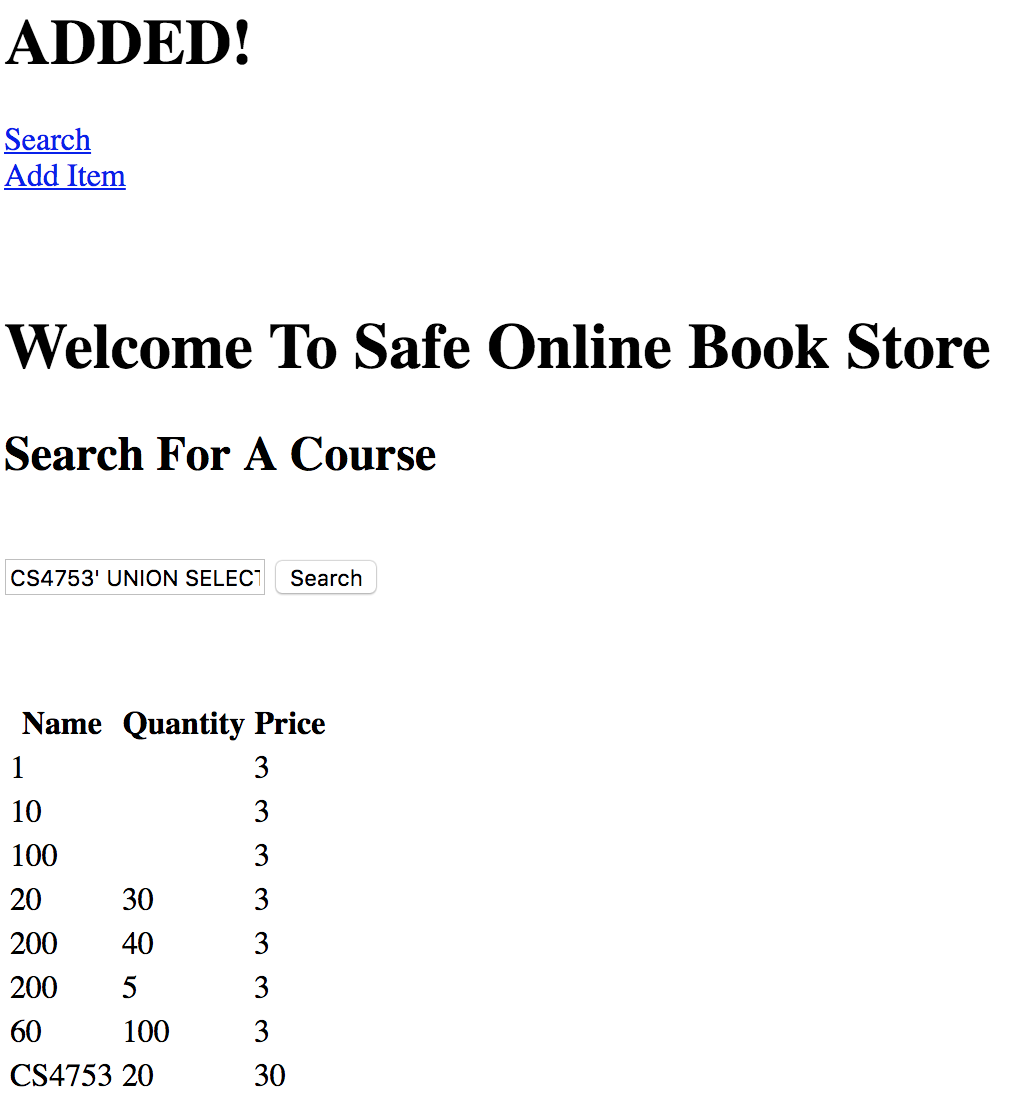 ADDED!
Search
Add Item
Welcome To Safe Online Book Store
Search For A Course
CS4753' UNION SELECT Search
Name Quantity Price
1 3
10 3
100 3
20 30 3
200 40 3
200 5 3
60 100 3
CS4753 20 30